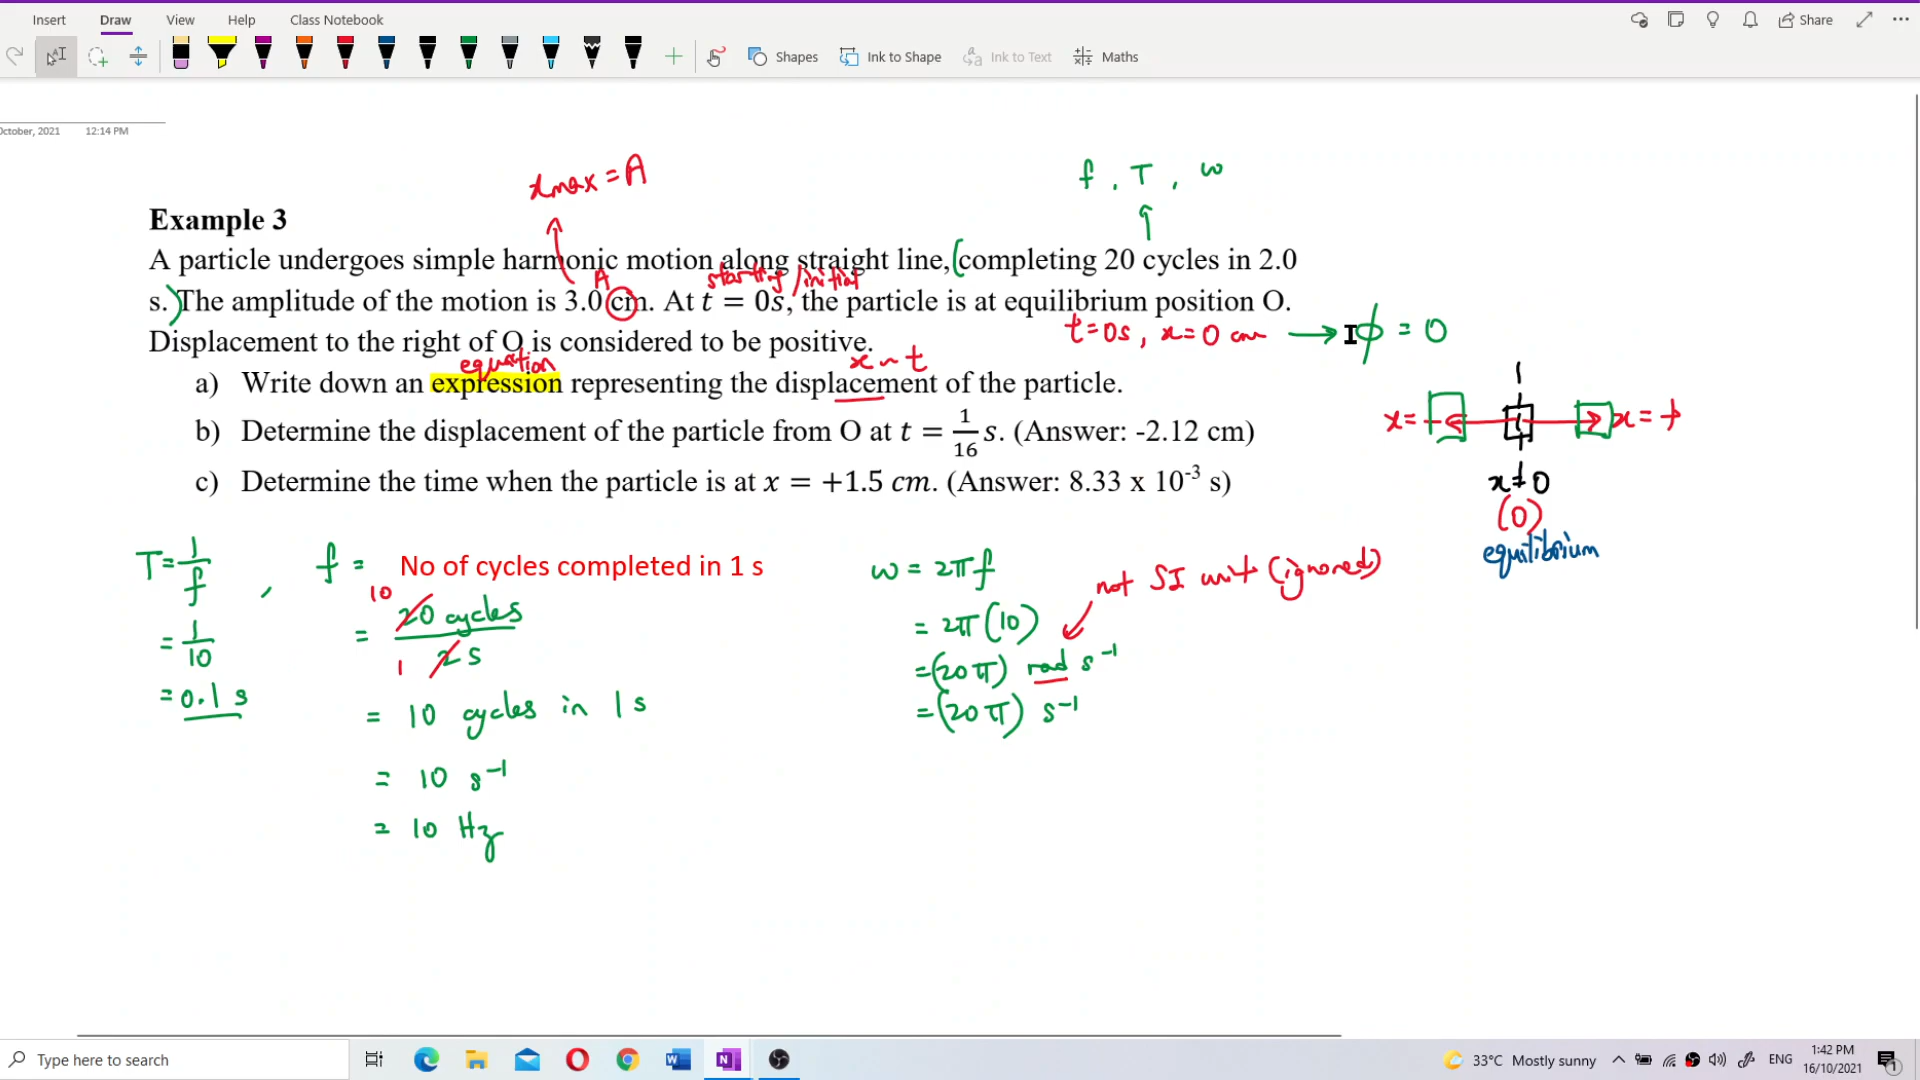 Insert Draw View Help Class Notebook Share
Shapes Ink to Shape Ink to Text Maths
October, 2021 12:14 PM
xmax = A
f , T , ω
Example 3
A particle undergoes simple harmonic motion along straight line, (completing 20 cycles in 2.0
A starting/initial
s.) The amplitude of the motion is 3.0 cm. At t = 0s, the particle is at equilibrium position O.
t=0s, x=0 cm → ϕ = 0
Displacement to the right of O is considered to be positive.
equation x ~ t
a) Write down an expression representing the displacement of the particle.
x = - x = +
b) Determine the displacement of the particle from O at t = 1/16 s. (Answer: -2.12 cm)
c) Determine the time when the particle is at x = +1.5 cm. (Answer: 8.33 x 10-3 s)
x=0
(O)
equilibrium
T = 1/f , f = No of cycles completed in 1 s
ω = 2πf
not SI unit (ignored)
10
= 20 cycles
1 2 s
= 1/10
= 2π(10)
= (20π) rad s⁻¹
= 0.1 s
= 10 cycles in 1 s
= (20π) s⁻¹
= 10 s⁻¹
= 10 Hz
Type here to search
33°C Mostly sunny ENG 1:42 PM
16/10/2021
1